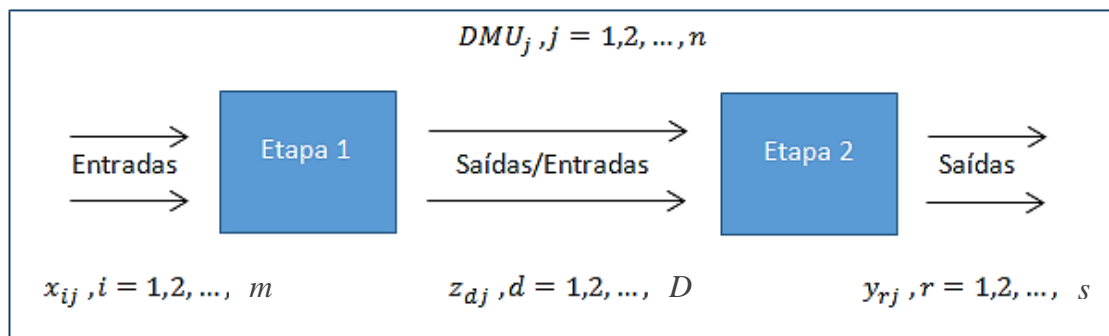 DMU_j , j = 1,2, ..., n
Entradas
Etapa 1
Saídas/Entradas
Etapa 2
Saídas
x_ij , i = 1,2, ..., m
z_dj , d = 1,2, ..., D
y_rj , r = 1,2, ..., s